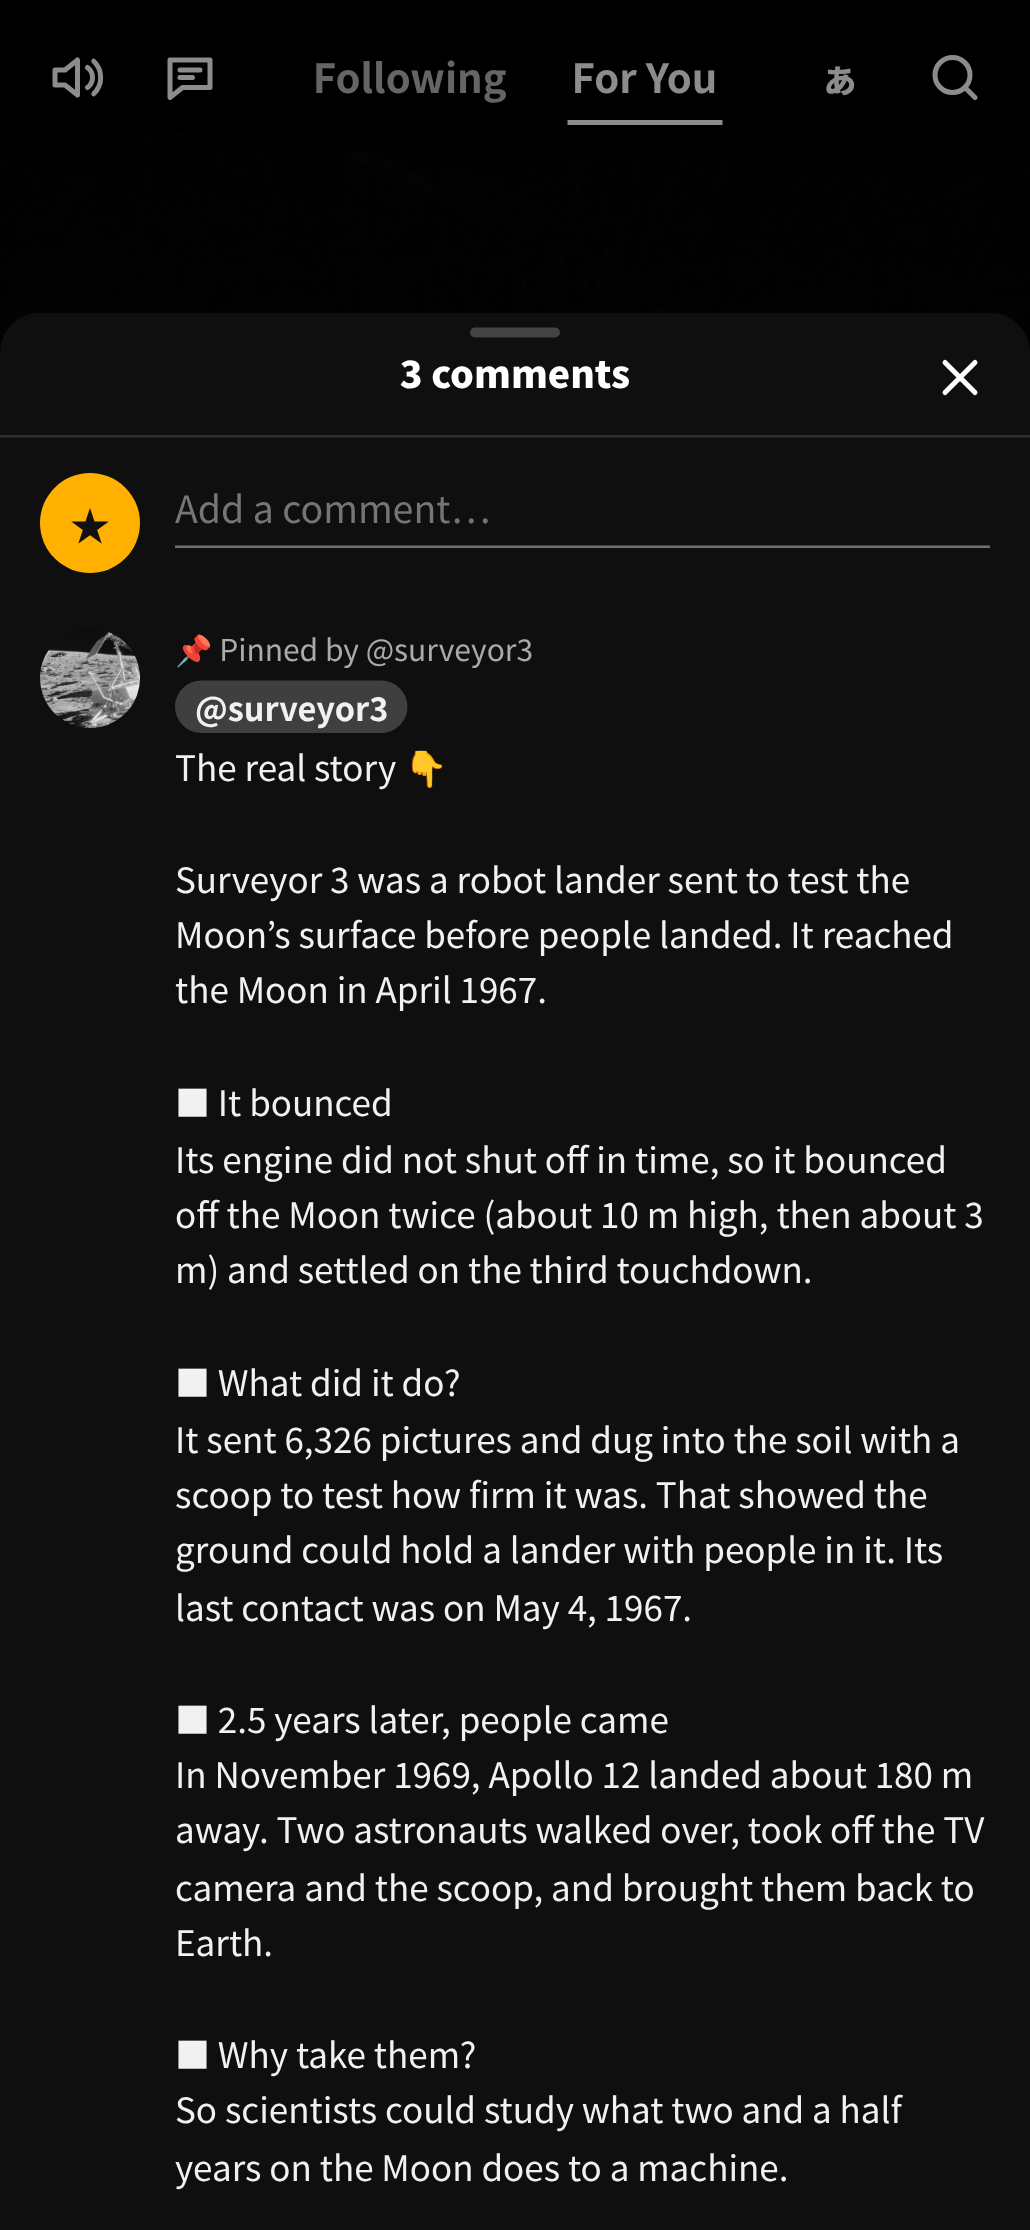 Following For You あ
3 comments
Add a comment…
📌 Pinned by @surveyor3
@surveyor3
The real story 👇
Surveyor 3 was a robot lander sent to test the
Moon’s surface before people landed. It reached
the Moon in April 1967.
■ It bounced
Its engine did not shut off in time, so it bounced
off the Moon twice (about 10 m high, then about 3
m) and settled on the third touchdown.
■ What did it do?
It sent 6,326 pictures and dug into the soil with a
scoop to test how firm it was. That showed the
ground could hold a lander with people in it. Its
last contact was on May 4, 1967.
■ 2.5 years later, people came
In November 1969, Apollo 12 landed about 180 m
away. Two astronauts walked over, took off the TV
camera and the scoop, and brought them back to
Earth.
■ Why take them?
So scientists could study what two and a half
years on the Moon does to a machine.